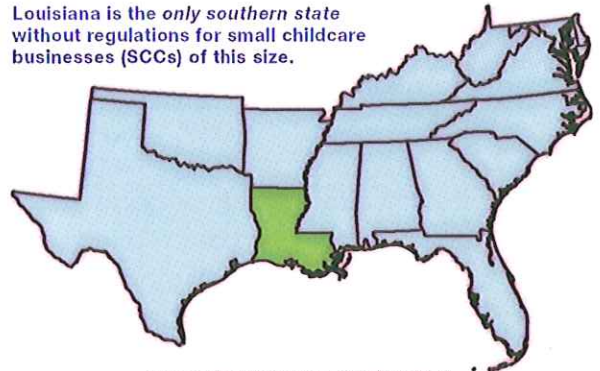 Louisiana is the only southern state
without regulations for small childcare
businesses (SCCs) of this size.